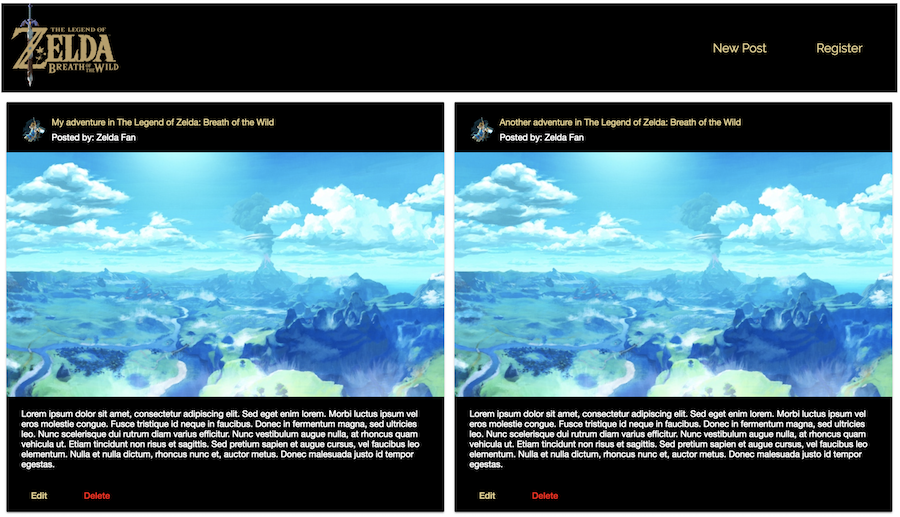 THE LEGEND OF
ZELDA
BREATH OF THE WILD
New Post
Register
My adventure in The Legend of Zelda: Breath of the Wild
Posted by: Zelda Fan
Lorem ipsum dolor sit amet, consectetur adipiscing elit. Sed eget enim lorem. Morbi luctus ipsum vel
eros molestie congue. Fusce tristique id neque in faucibus. Donec in fermentum magna, sed ultricies
leo. Nunc scelerisque dui rutrum diam varius efficitur. Nunc vestibulum augue nulla, at rhoncus quam
vehicula ut. Etiam tincidunt non risus et sagittis. Sed pretium sapien et augue cursus, vel faucibus leo
elementum. Nulla et nulla dictum, rhoncus nunc et, auctor metus. Donec malesuada justo id tempor
egestas.
Edit
Delete
Another adventure in The Legend of Zelda: Breath of the Wild
Posted by: Zelda Fan
Lorem ipsum dolor sit amet, consectetur adipiscing elit. Sed eget enim lorem. Morbi luctus ipsum vel
eros molestie congue. Fusce tristique id neque in faucibus. Donec in fermentum magna, sed ultricies
leo. Nunc scelerisque dui rutrum diam varius efficitur. Nunc vestibulum augue nulla, at rhoncus quam
vehicula ut. Etiam tincidunt non risus et sagittis. Sed pretium sapien et augue cursus, vel faucibus leo
elementum. Nulla et nulla dictum, rhoncus nunc et, auctor metus. Donec malesuada justo id tempor
egestas.
Edit
Delete